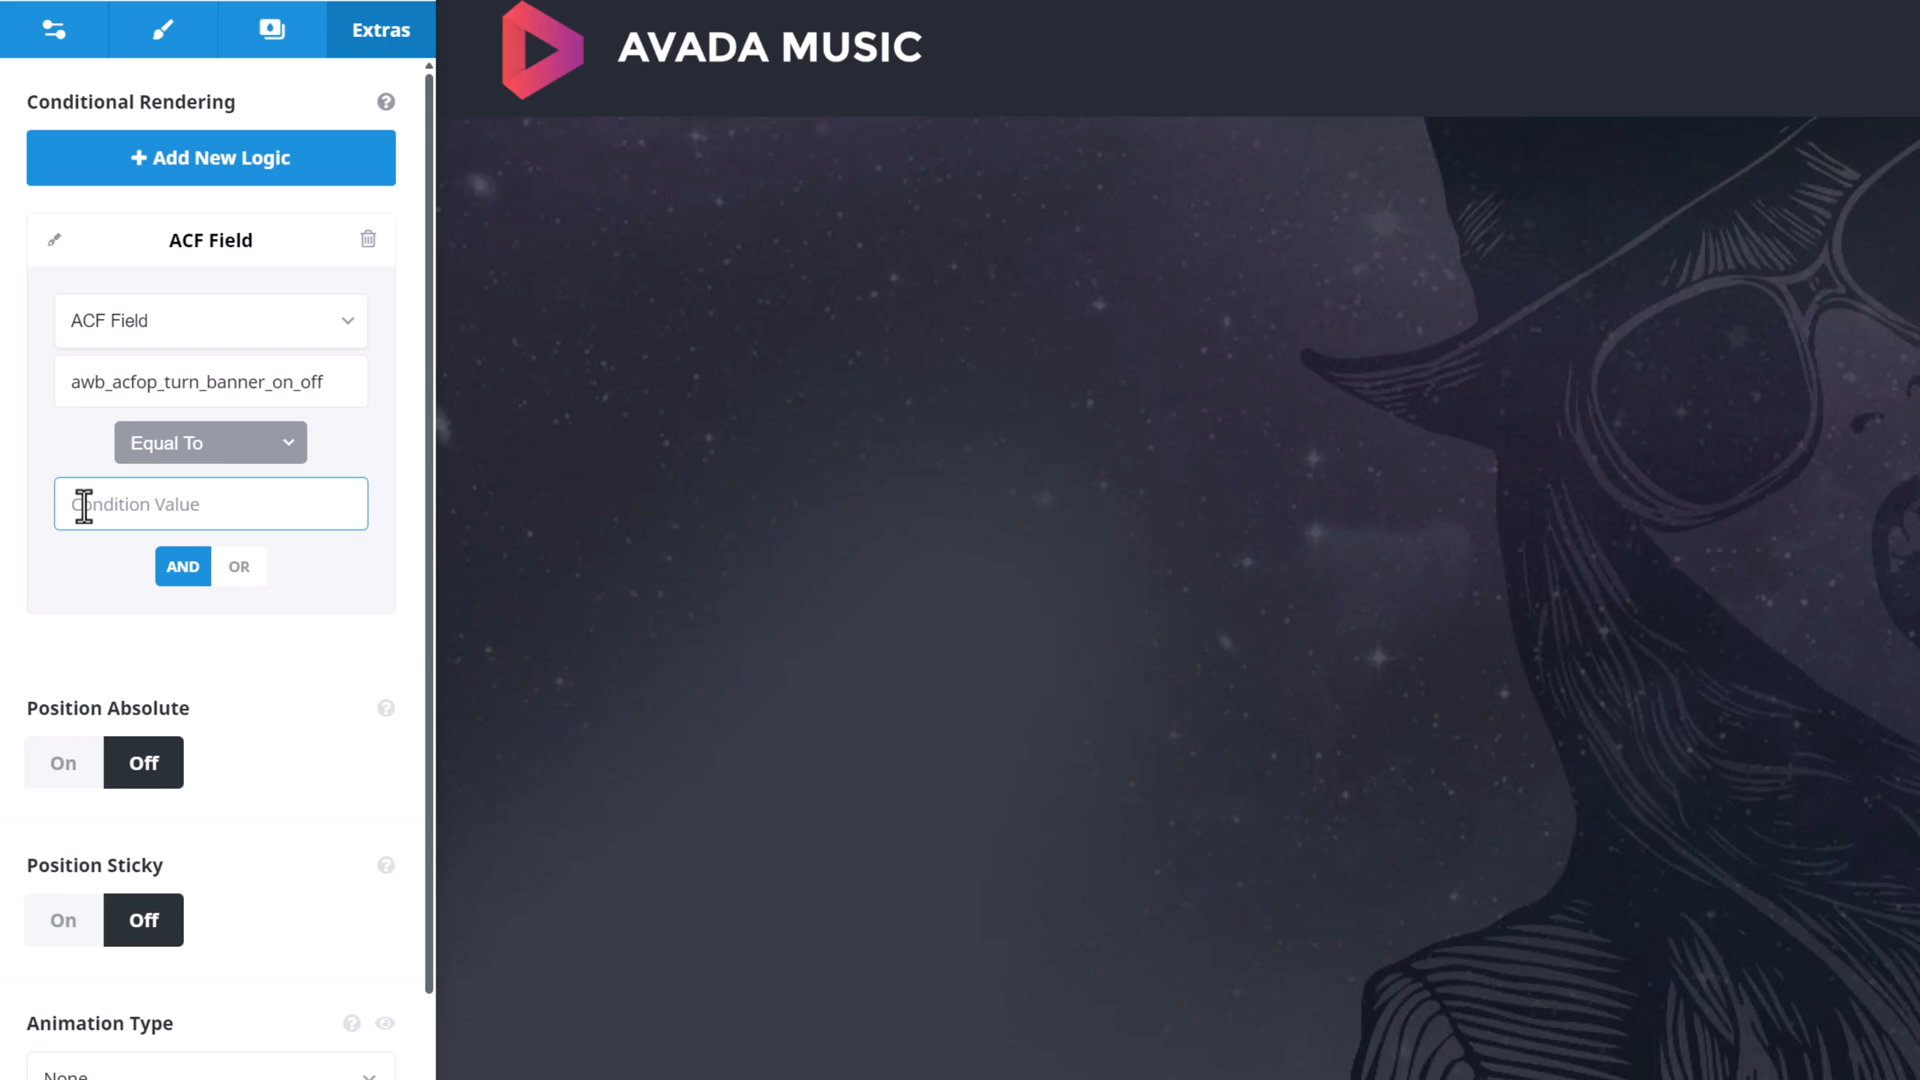 Extras
AVADA MUSIC
Conditional Rendering
+ Add New Logic
ACF Field
ACF Field
awb_acfop_turn_banner_on_off
Equal To
Condition Value
AND OR
Position Absolute
On Off
Position Sticky
On Off
Animation Type
None